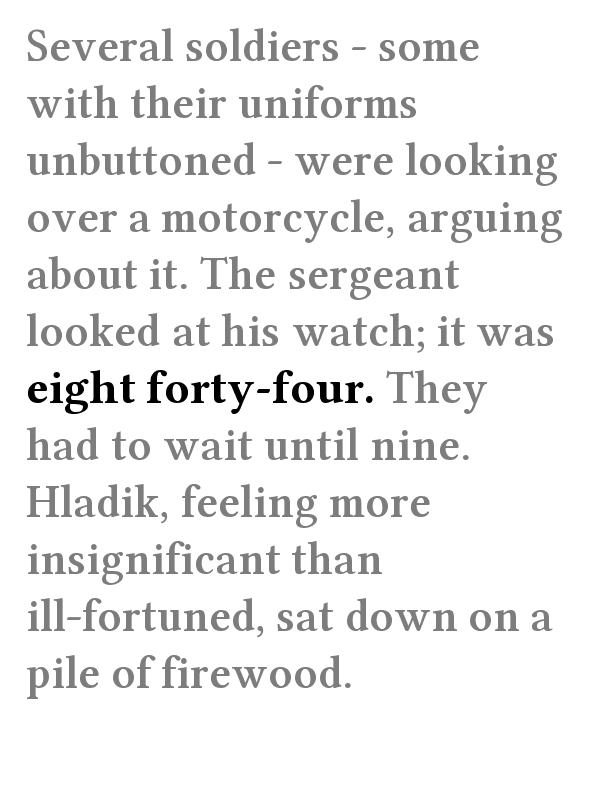 Several soldiers - some
with their uniforms
unbuttoned - were looking
over a motorcycle, arguing
about it. The sergeant
looked at his watch; it was
eight forty-four. They
had to wait until nine.
Hladik, feeling more
insignificant than
ill-fortuned, sat down on a
pile of firewood.